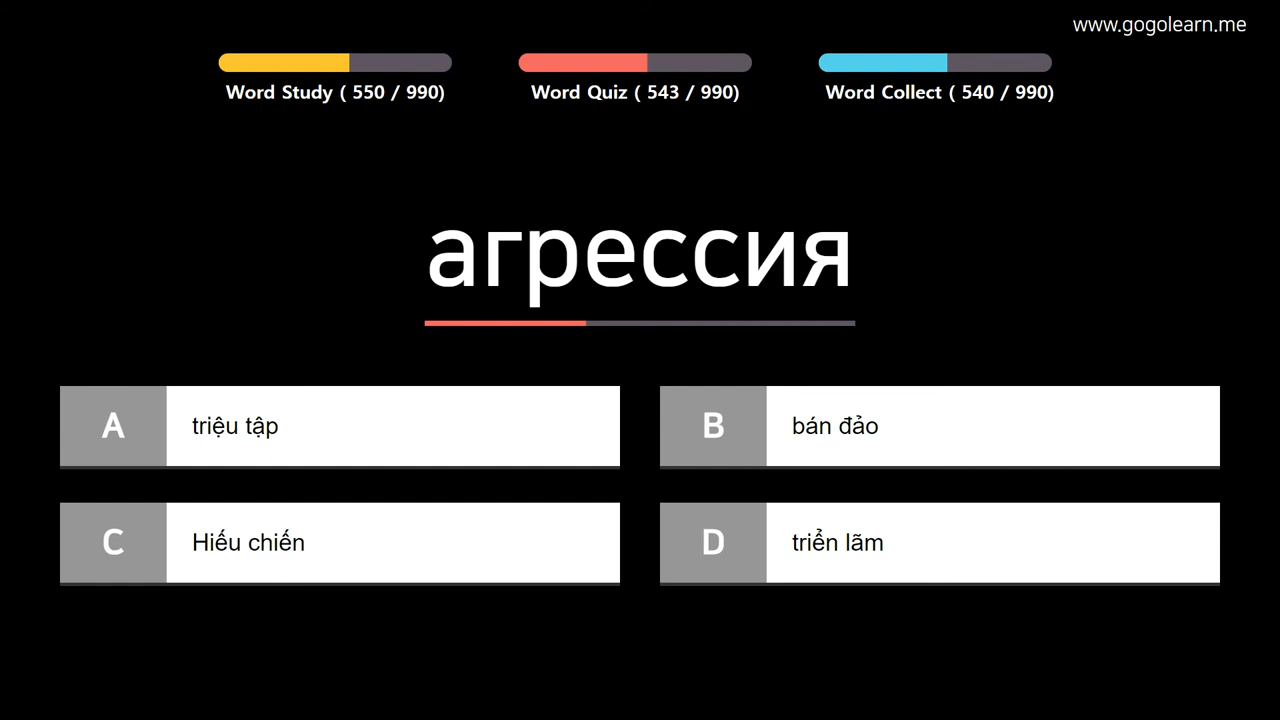 www.gogolearn.me
Word Study ( 550 / 990)
Word Quiz ( 543 / 990)
Word Collect ( 540 / 990)
агрессия
A triệu tập
B bán đảo
C Hiếu chiến
D triển lãm